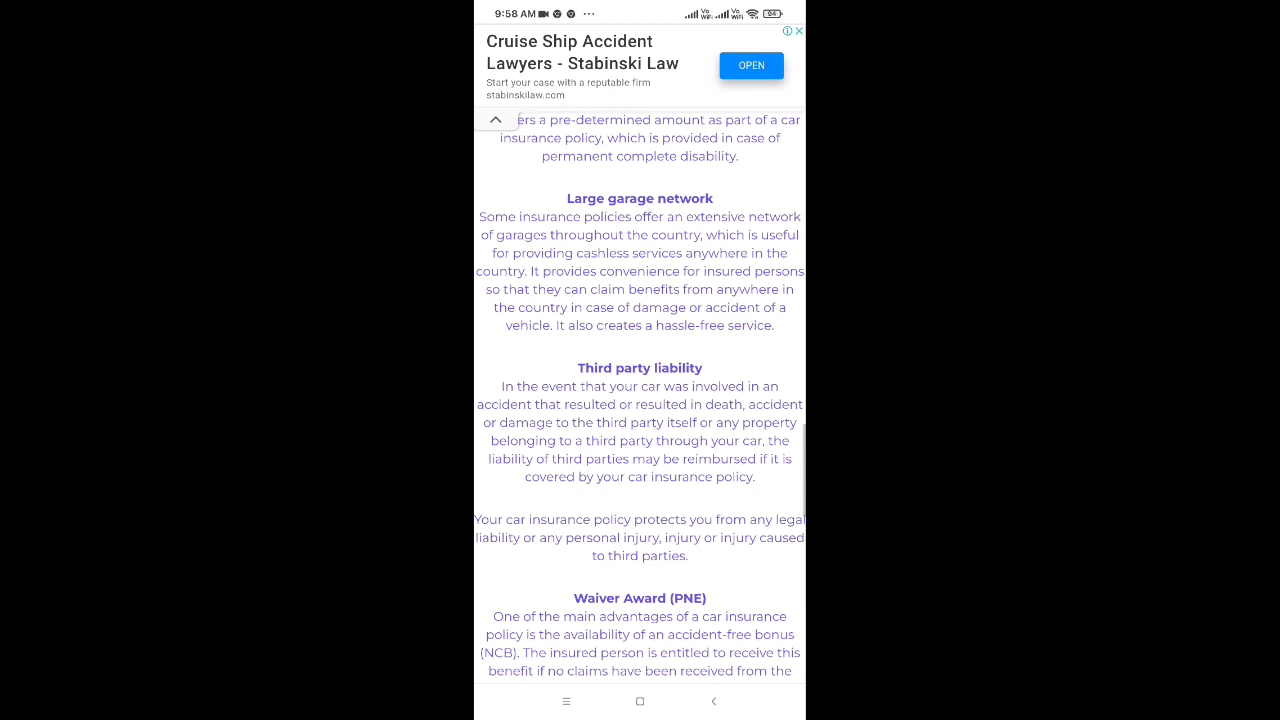 9:58 AM
Vo WiFi
Vo WiFi
94
Cruise Ship Accident
Lawyers - Stabinski Law
Start your case with a reputable firm
stabinskilaw.com
OPEN
ers a pre-determined amount as part of a car
insurance policy, which is provided in case of
permanent complete disability.
Large garage network
Some insurance policies offer an extensive network
of garages throughout the country, which is useful
for providing cashless services anywhere in the
country. It provides convenience for insured persons
so that they can claim benefits from anywhere in
the country in case of damage or accident of a
vehicle. It also creates a hassle-free service.
Third party liability
In the event that your car was involved in an
accident that resulted or resulted in death, accident
or damage to the third party itself or any property
belonging to a third party through your car, the
liability of third parties may be reimbursed if it is
covered by your car insurance policy.
Your car insurance policy protects you from any legal
liability or any personal injury, injury or injury caused
to third parties.
Waiver Award (PNE)
One of the main advantages of a car insurance
policy is the availability of an accident-free bonus
(NCB). The insured person is entitled to receive this
benefit if no claims have been received from the